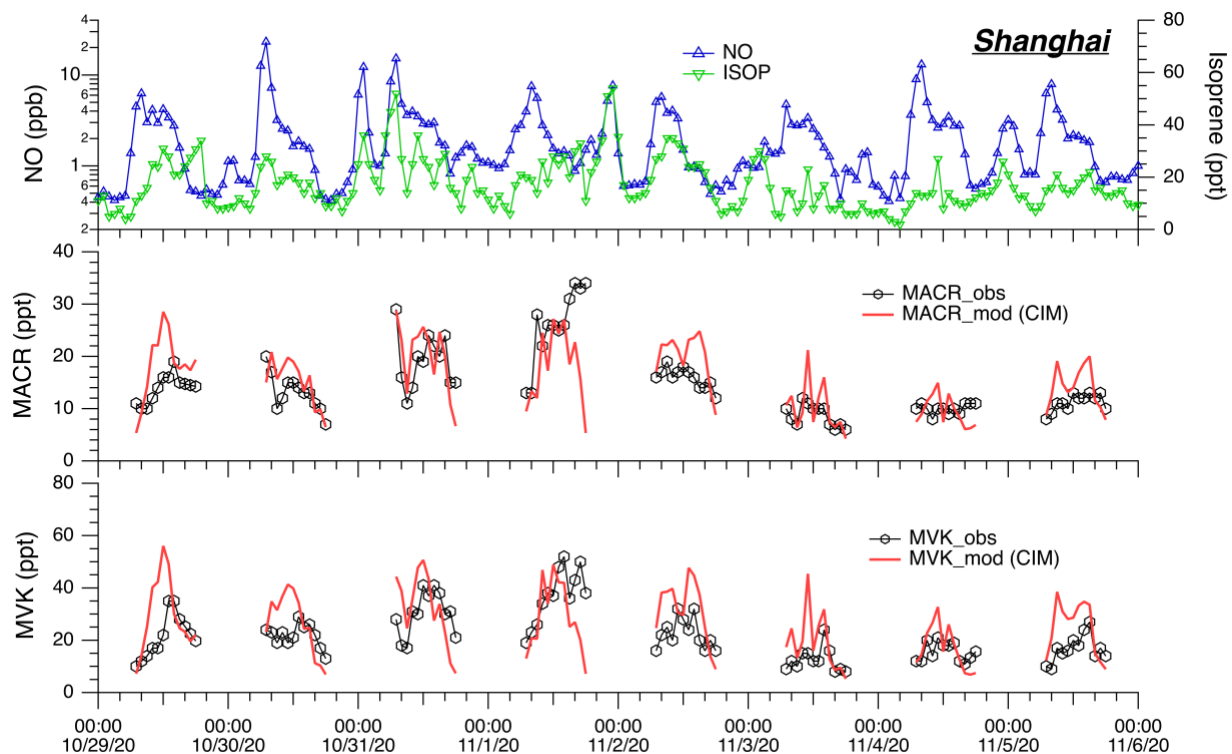 Shanghai
NO (ppb)
4
2
10
6
4
2
1
6
4
2
NO
ISOP
Isoprene (ppt)
80
60
40
20
0
MACR (ppt)
40
30
20
10
0
MACR_obs
MACR_mod (CIM)
MVK (ppt)
80
60
40
20
0
MVK_obs
MVK_mod (CIM)
00:00 00:00 00:00 00:00 00:00 00:00 00:00 00:00 00:00
10/29/20 10/30/20 10/31/20 11/1/20 11/2/20 11/3/20 11/4/20 11/5/20 11/6/20